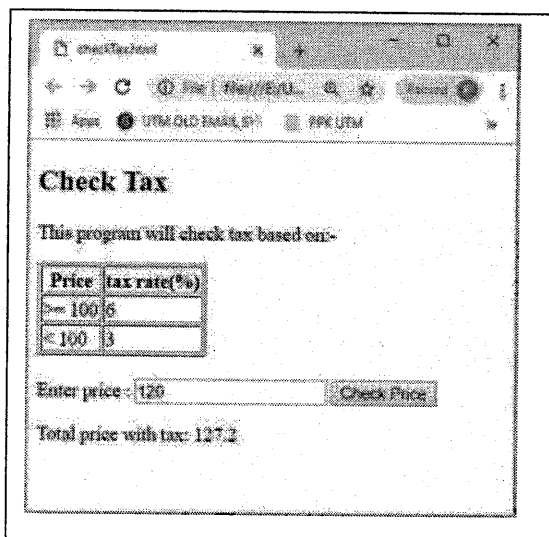 checkTax.html
File | file:///E:/U...
Apps UTM OLD EMAIL PPK UTM »
Check Tax
This program will check tax based on:-
Price tax rate(%)
>= 100 6
< 100 3
Enter price : 120 Check Price
Total price with tax: 127.2